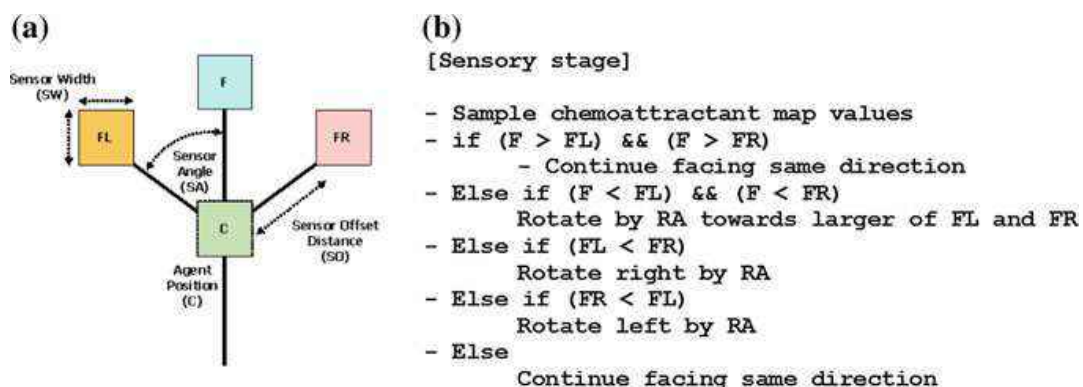 (a)
F
Sensor Width
(SW)
FL
FR
Sensor
Angle
(SA)
C
Sensor Offset
Distance
(SO)
Agent
Position
(C)
(b)
[Sensory stage]
- Sample chemoattractant map values
- if (F > FL) && (F > FR)
- Continue facing same direction
- Else if (F < FL) && (F < FR)
Rotate by RA towards larger of FL and FR
- Else if (FL < FR)
Rotate right by RA
- Else if (FR < FL)
Rotate left by RA
- Else
Continue facing same direction